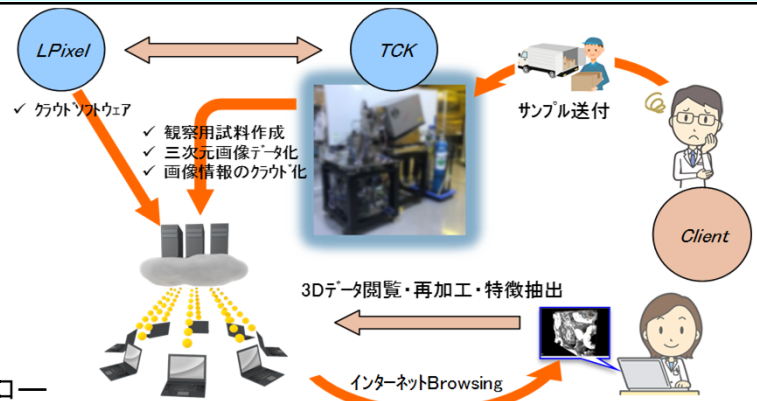 LPixel
TCK
✓ クラウドソフトウェア
✓ 観察用試料作成
✓ 三次元画像データ化
✓ 画像情報のクラウド化
サンプル送付
Client
3Dデータ閲覧・再加工・特徴抽出
インターネットBrowsing
ロー